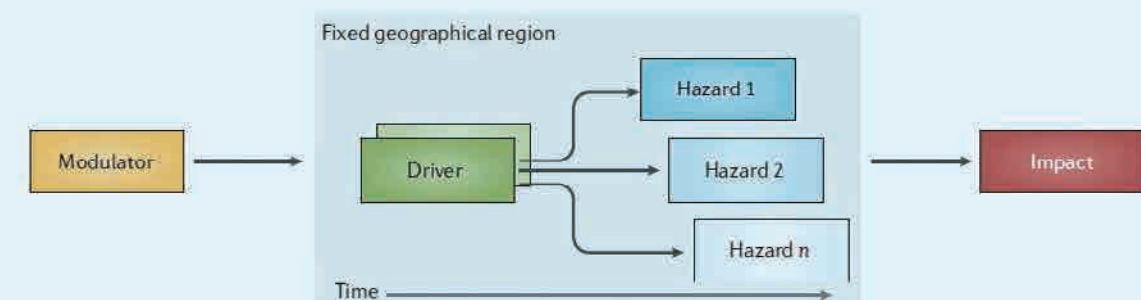 Fixed geographical region
Hazard 1
Modulator
Driver
Hazard 2
Impact
Hazard n
Time